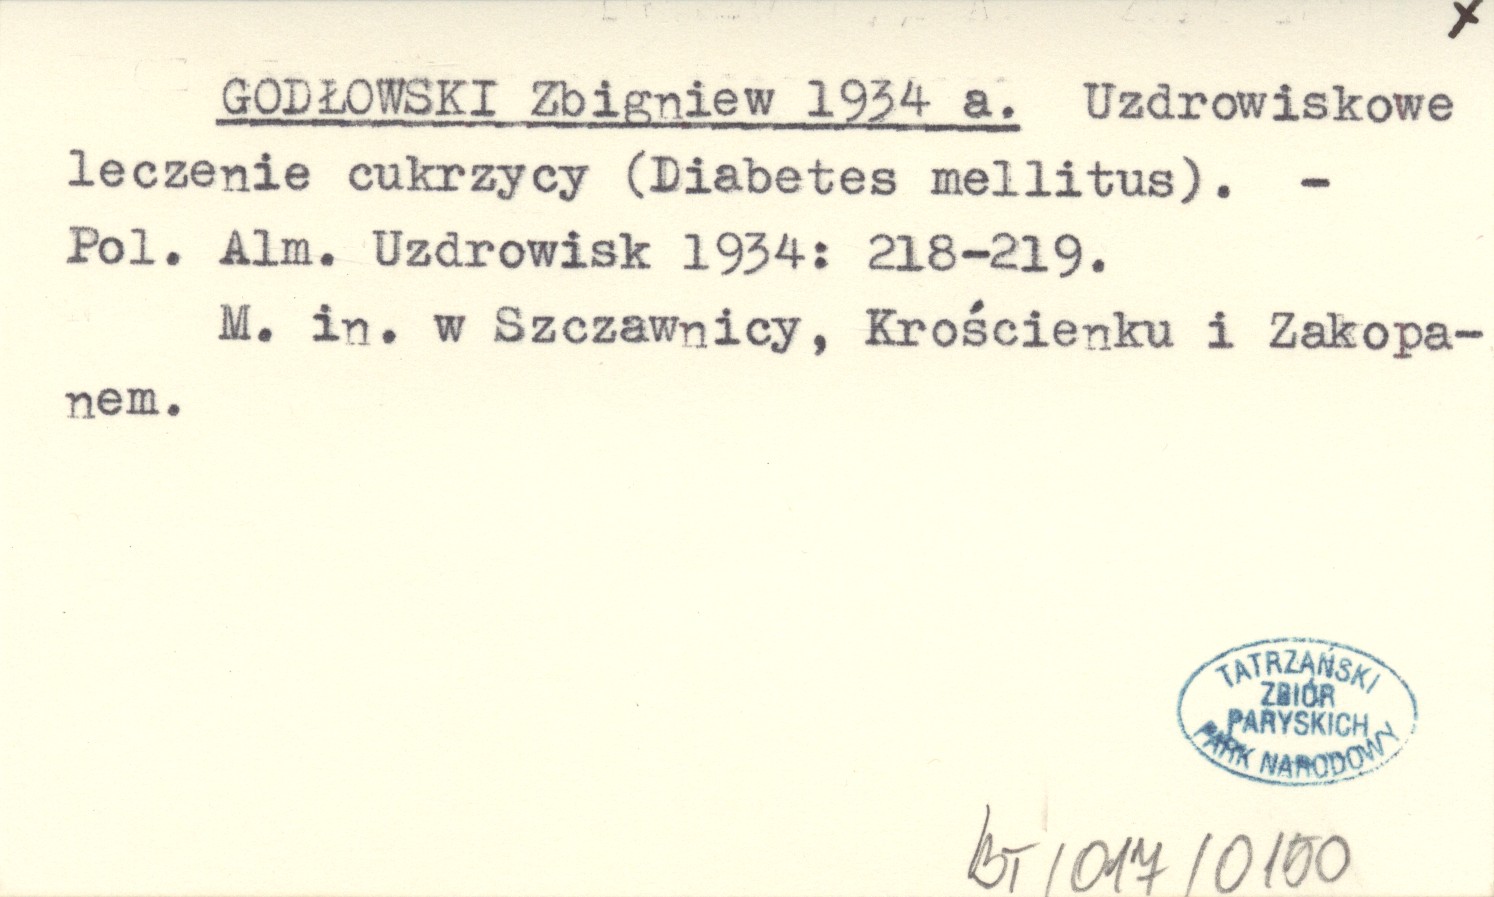 x
GODŁOWSKI Zbigniew 1934 a. Uzdrowiskowe
leczenie cukrzycy (Diabetes mellitus). -
Pol. Alm. Uzdrowisk 1934: 218-219.
M. in. w Szczawnicy, Krościenku i Zakopa-
nem.
TATRZAŃSKI
ZBIÓR
PARYSKICH
PARK NARODOWY
BT/017/0150